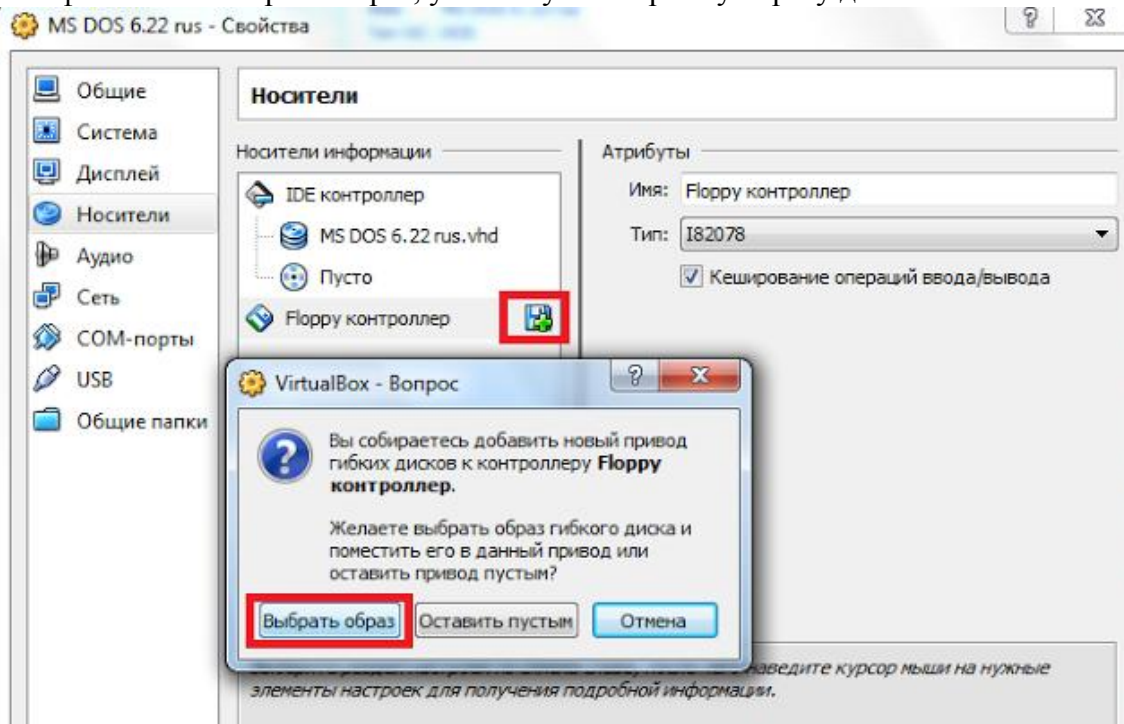 MS DOS 6.22 rus - Свойства
Общие
Система
Дисплей
Носители
Аудио
Сеть
COM-порты
USB
Общие папки
Носители
Носители информации
IDE контроллер
MS DOS 6.22 rus.vhd
Пусто
Floppy контроллер
Атрибуты
Имя: Floppy контроллер
Тип: I82078
Кеширование операций ввода/вывода
VirtualBox - Вопрос
Вы собираетесь добавить новый привод
гибких дисков к контроллеру Floppy
контроллер.
Желаете выбрать образ гибкого диска и
поместить его в данный привод или
оставить привод пустым?
Выбрать образ Оставить пустым Отмена
наведите курсор мыши на нужные
элементы настроек для получения подробной информации.